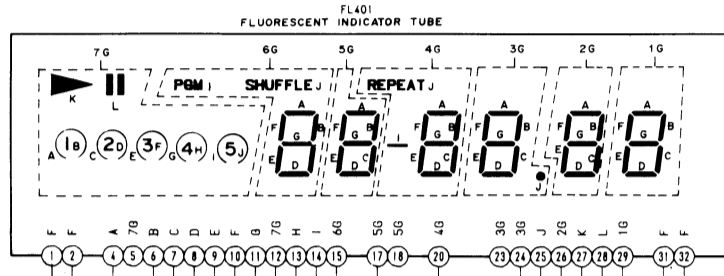 FL401
FLUORESCENT INDICATOR TUBE
7G 6G 5G 4G 3G 2G 1G
PGM I SHUFFLE J REPEAT J
K L
A A A A A A
F B F B F B F B F B F B
G G G G G G
A 1B C 2D E 3F G 4H I 5J
E E C E C E C E C E C
D D D D D D
J
F F A 7G B C D E F G 7G H I 6G 5G 5G 4G 3G 3G J 2G K L 1G F F
1 2 4 5 6 7 8 9 10 11 12 13 14 15 17 18 20 23 24 25 26 27 28 29 31 32